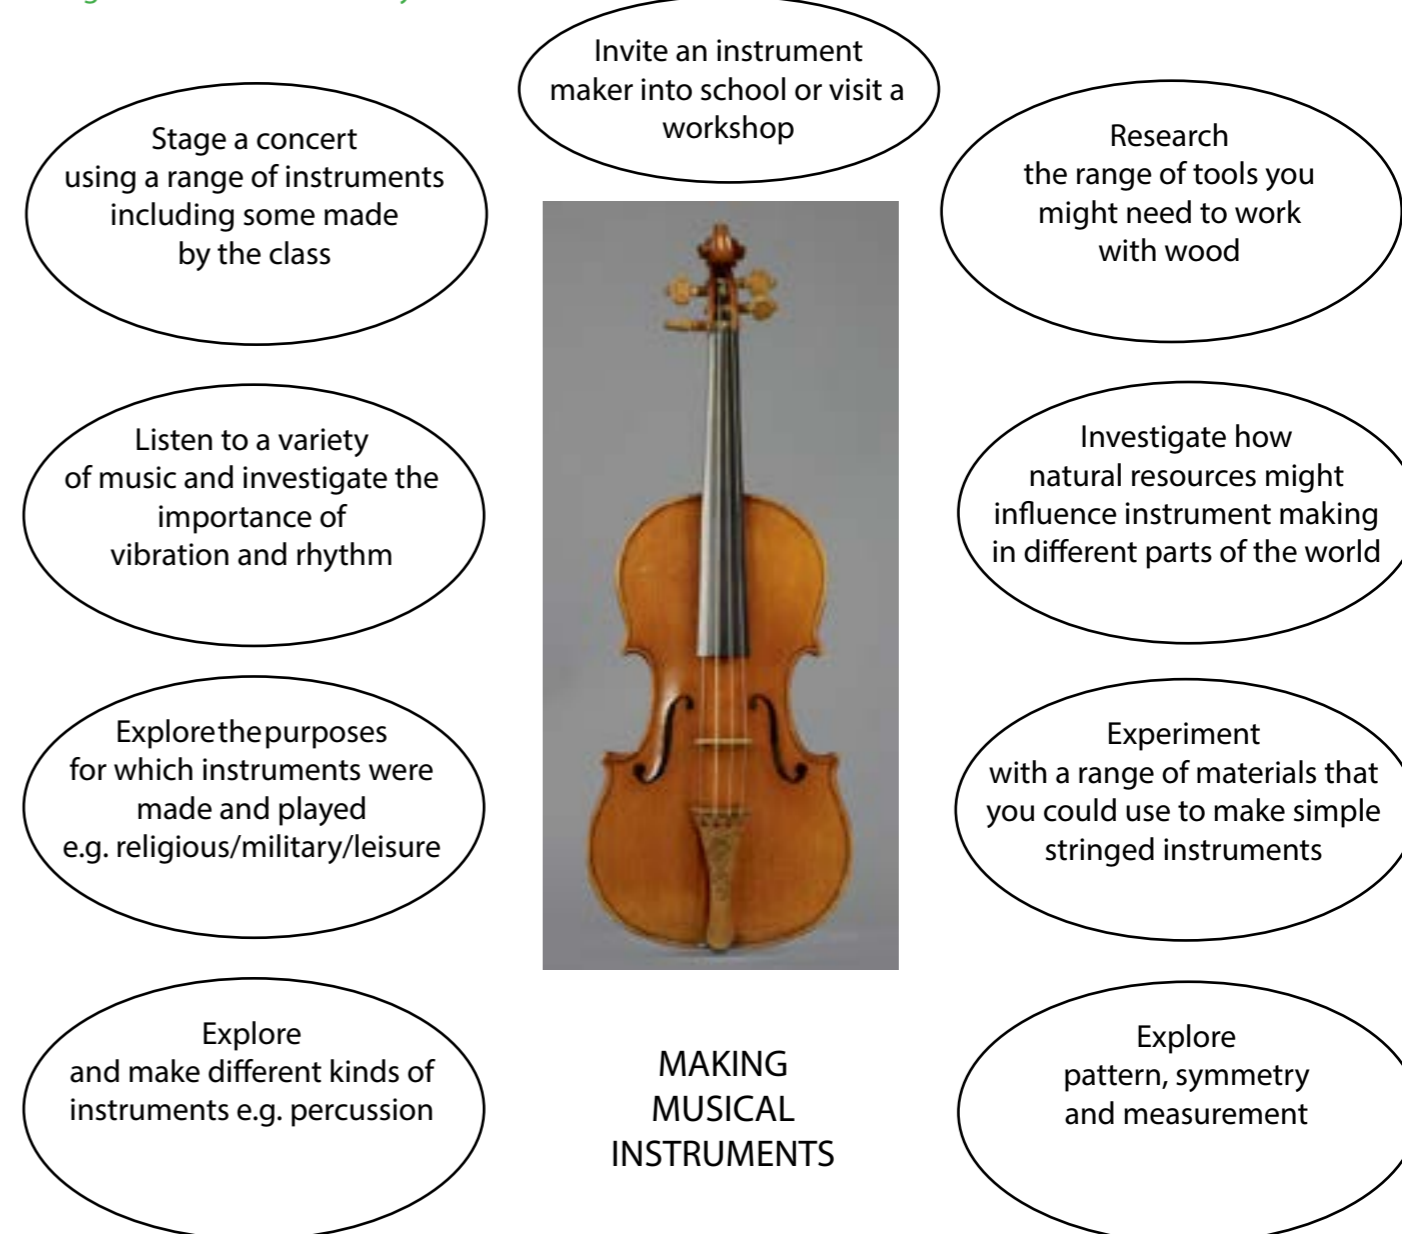 Invite an instrument
maker into school or visit a
workshop
Stage a concert
using a range of instruments
including some made
by the class
Research
the range of tools you
might need to work
with wood
Listen to a variety
of music and investigate the
importance of
vibration and rhythm
Investigate how
natural resources might
influence instrument making
in different parts of the world
Explore the purposes
for which instruments were
made and played
e.g. religious/military/leisure
Experiment
with a range of materials that
you could use to make simple
stringed instruments
Explore
and make different kinds of
instruments e.g. percussion
MAKING
MUSICAL
INSTRUMENTS
Explore
pattern, symmetry
and measurement